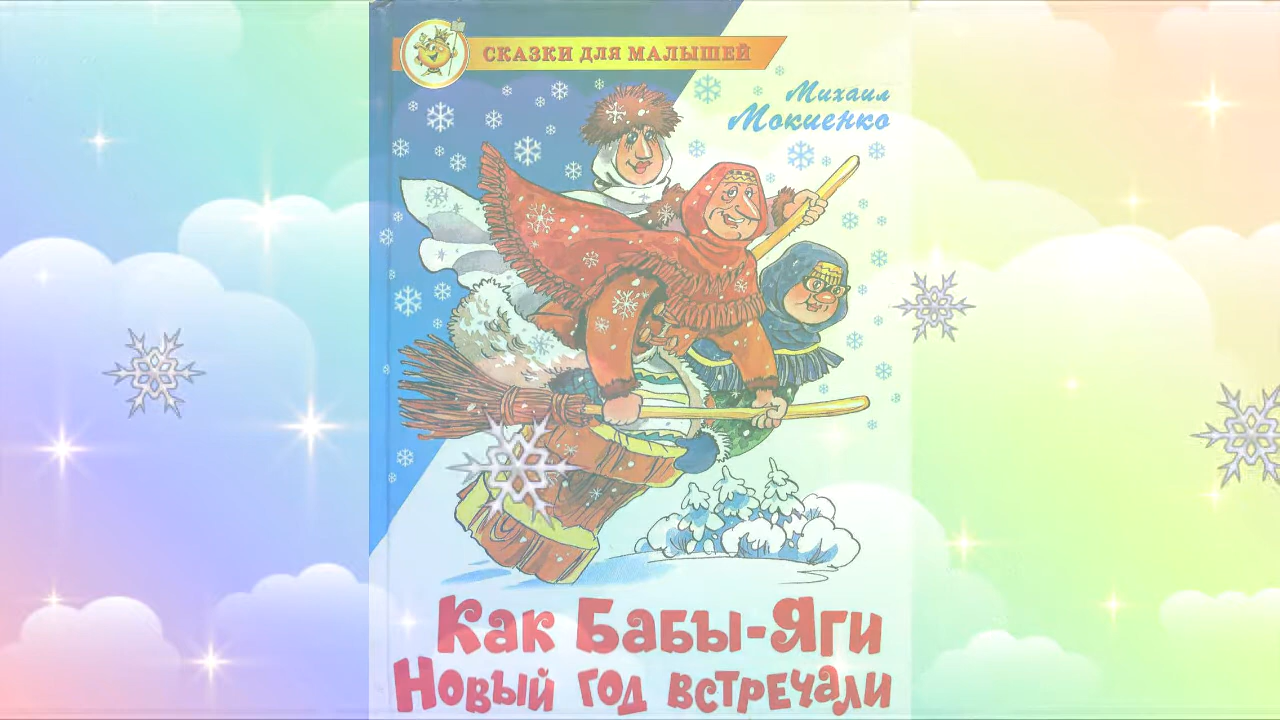 СКАЗКИ ДЛЯ МАЛЫШЕЙ
Михаил
Мокиенко
Как Бабы-Яги
Новый год встречали